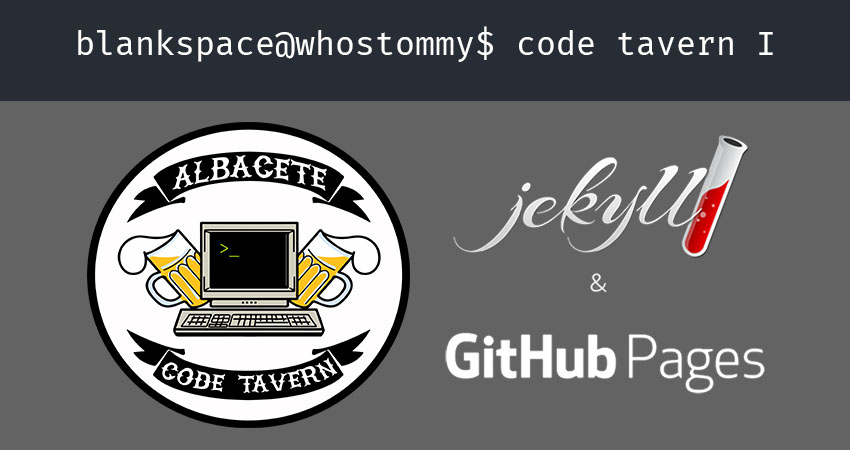 blankspace@whostommy$ code tavern I
ALBACETE
>_
CODE TAVERN
jekyll
&
GitHub Pages